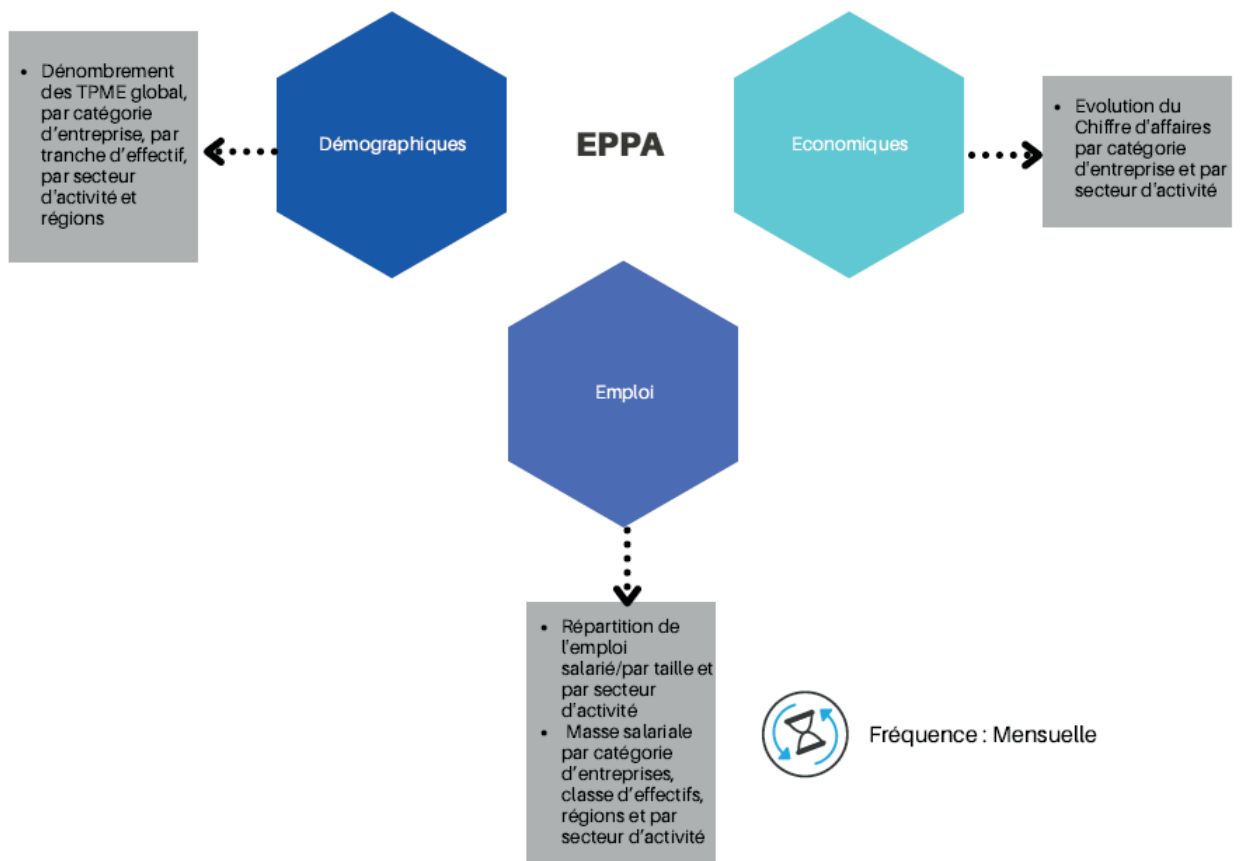 • Dénombrement
des TPME global,
par catégorie
d’entreprise, par
tranche d’effectif,
par secteur
d’activité et
régions
Démographiques
EPPA
Economiques
• Evolution du
Chiffre d'affaires
par catégorie
d'entreprise et par
secteur d'activité
Emploi
• Répartition de
l'emploi
salarié/par taille et
par secteur
d'activité
• Masse salariale
par catégorie
d’entreprises,
classe d’effectifs,
régions et par
secteur d’activité
Fréquence : Mensuelle